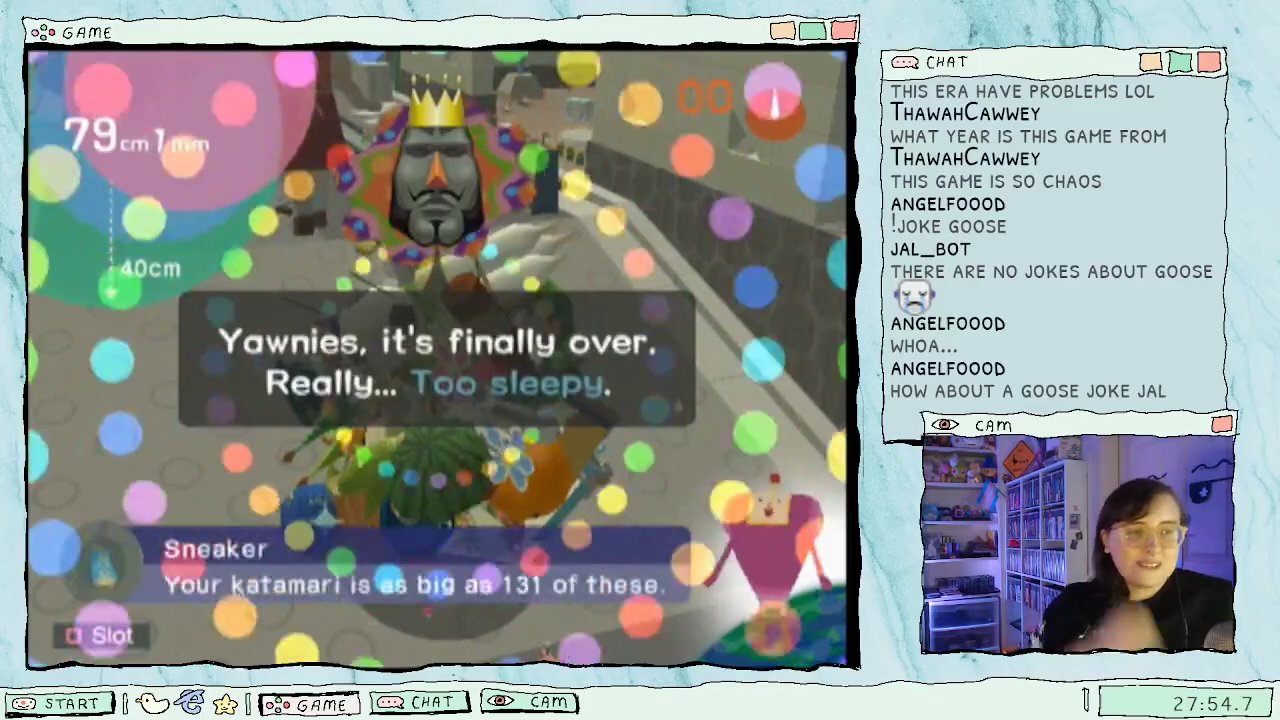 GAME
79cm1mm
40cm
00
Yawnies, it's finally over.
Really... Too sleepy.
Sneaker
Your katamari is as big as 131 of these.
Slot
CHAT
THIS ERA HAVE PROBLEMS LOL
THAWAHCAWWEY
WHAT YEAR IS THIS GAME FROM
THAWAHCAWWEY
THIS GAME IS SO CHAOS
ANGELFOOOD
!JOKE GOOSE
JAL_BOT
THERE ARE NO JOKES ABOUT GOOSE
ANGELFOOOD
WHOA...
ANGELFOOOD
HOW ABOUT A GOOSE JOKE JAL
CAM
START
GAME
CHAT
CAM
27:54.7